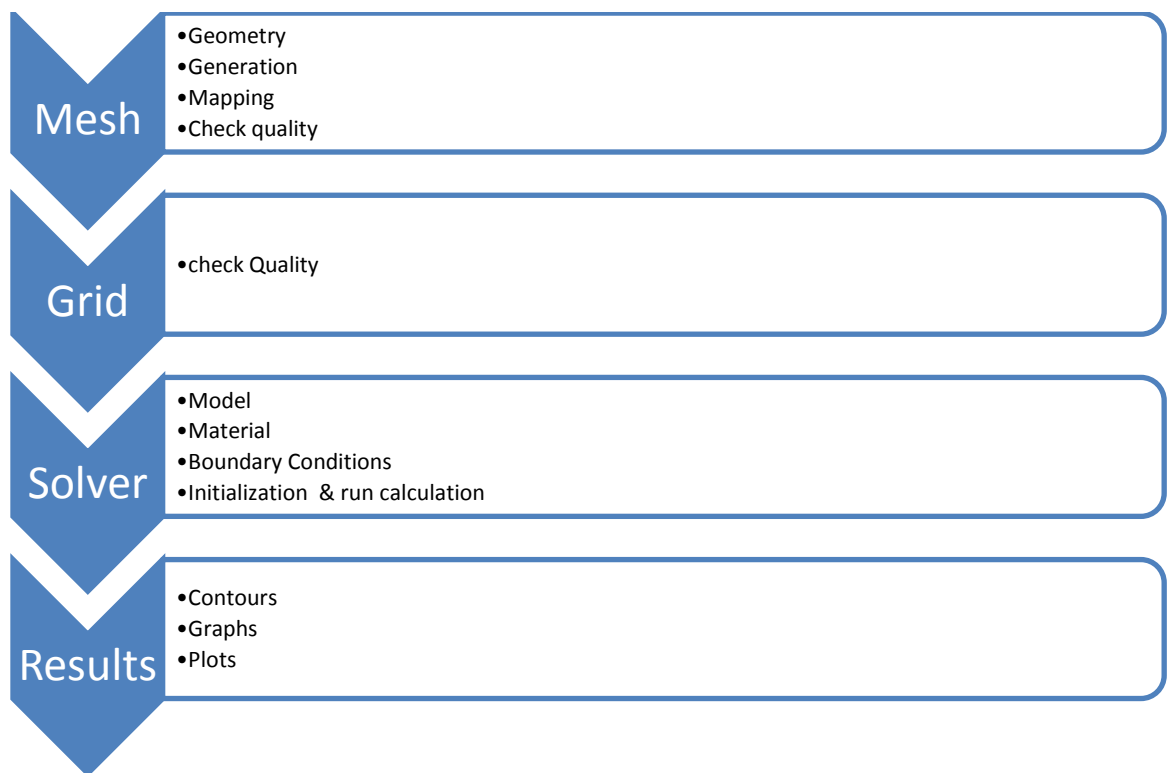 Mesh
•Geometry
•Generation
•Mapping
•Check quality
Grid
•check Quality
Solver
•Model
•Material
•Boundary Conditions
•Initialization  & run calculation
Results
•Contours
•Graphs
•Plots